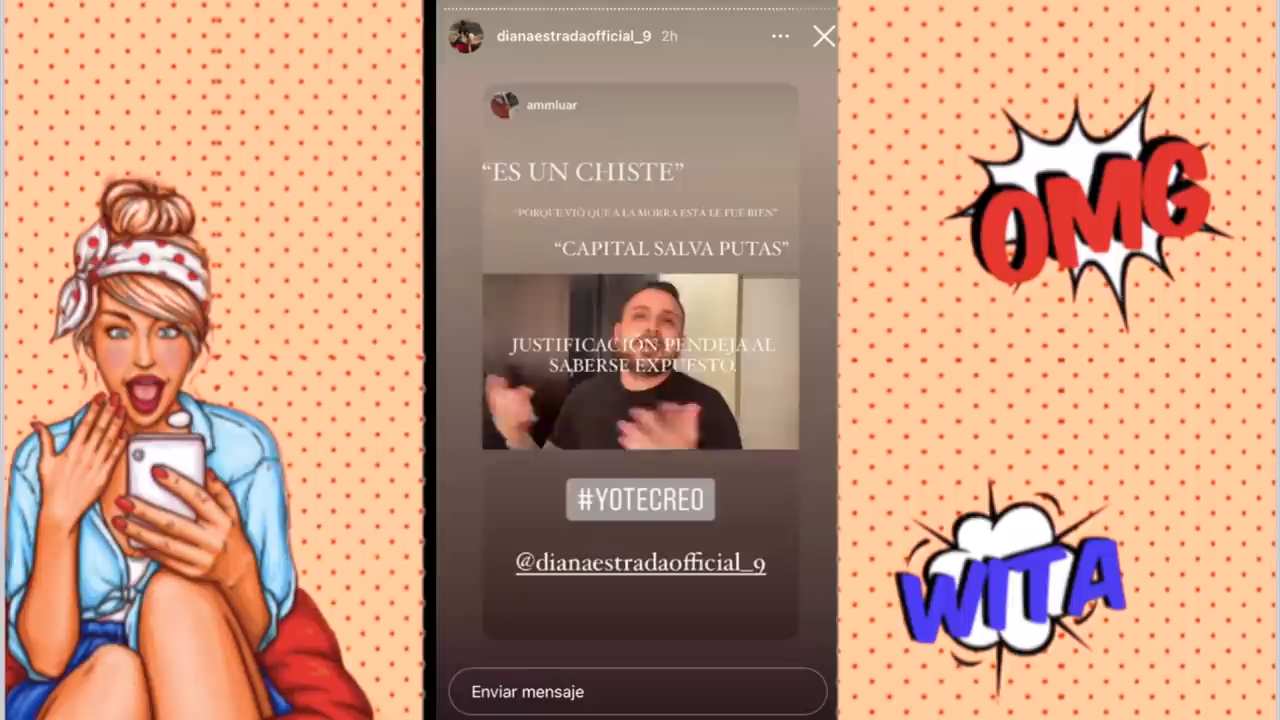 dianaestradaofficial_9 2h
ammluar
“ES UN CHISTE”
“PORQUE VIÓ QUE A LA MORRA ESTA LE FUE BIEN”
“CAPITAL SALVA PUTAS”
JUSTIFICACIÓN PENDEJA AL
SABERSE EXPUESTO.
#YOTECREO
@dianaestradaofficial_9
Enviar mensaje
OMG
WITA